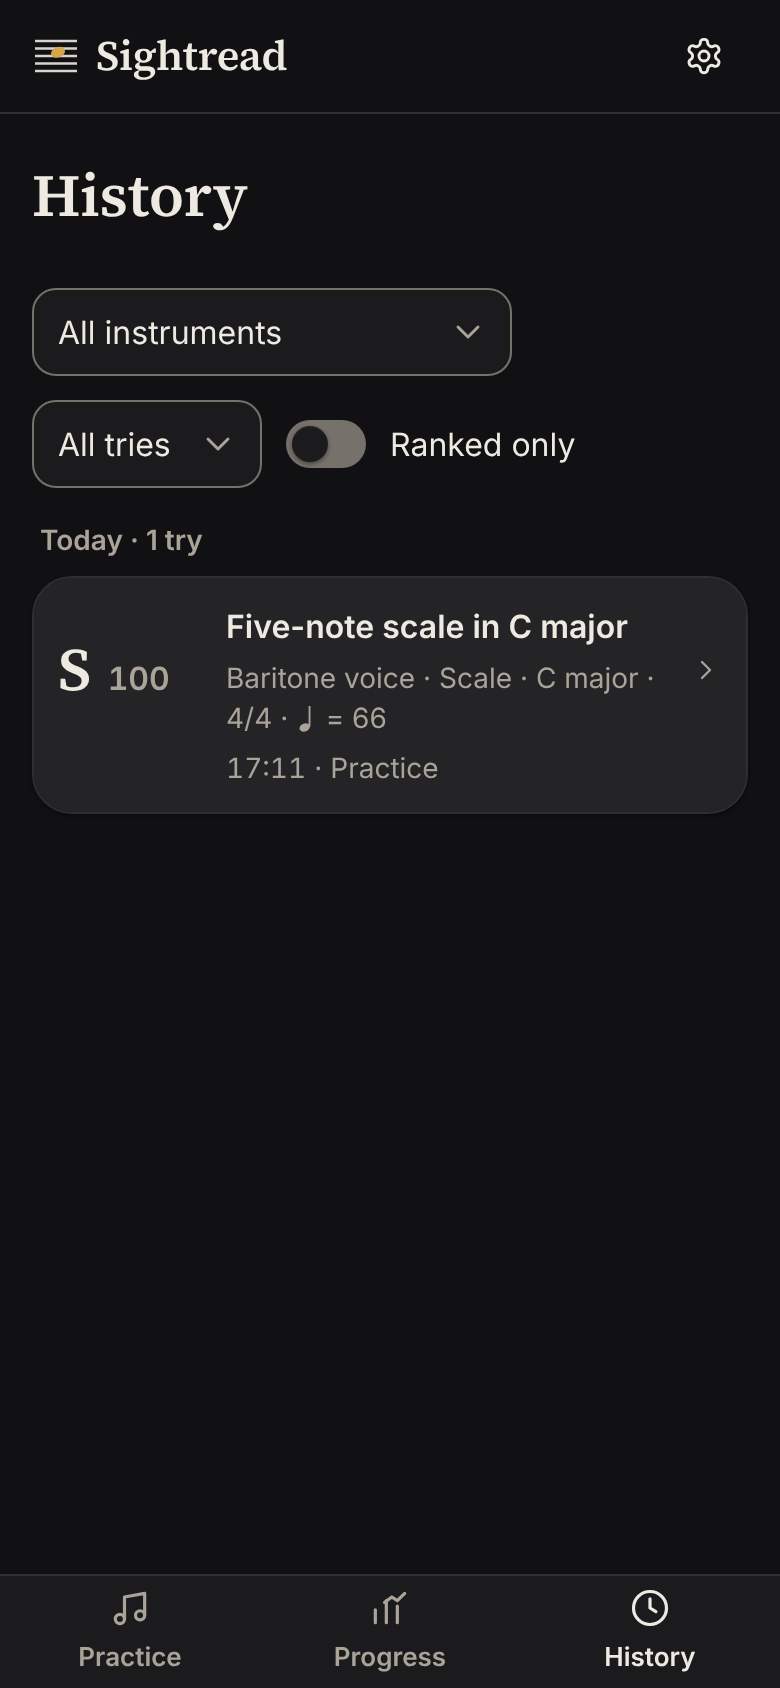 Sightread
History
All instruments
All tries
Ranked only
Today · 1 try
S 100
Five-note scale in C major
Baritone voice · Scale · C major ·
4/4 · ♩ = 66
17:11 · Practice
Practice
Progress
History